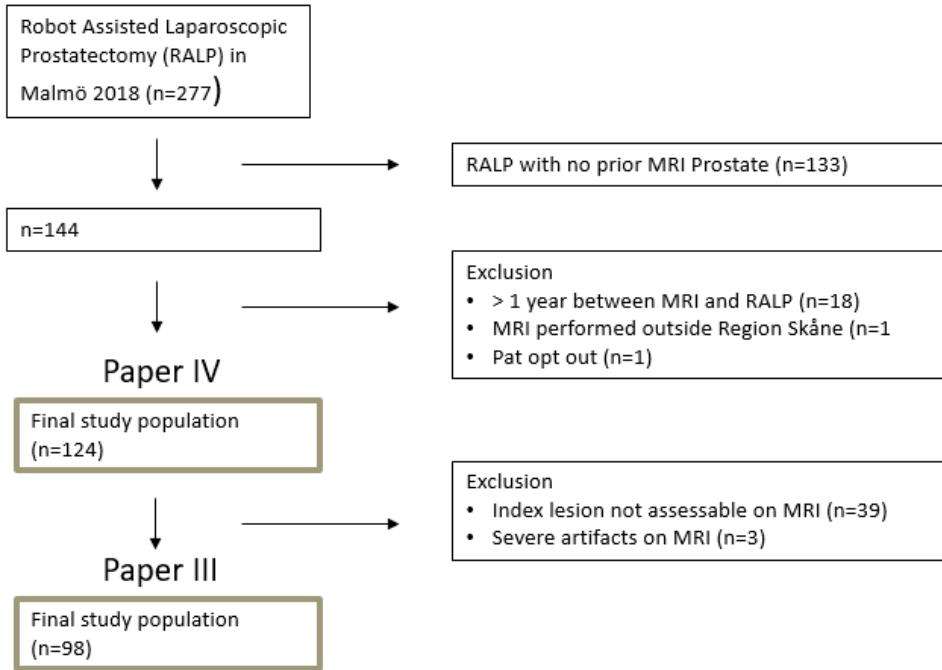 Robot Assisted Laparoscopic
Prostatectomy (RALP) in
Malmö 2018 (n=277)
RALP with no prior MRI Prostate (n=133)
n=144
Exclusion
• > 1 year between MRI and RALP (n=18)
• MRI performed outside Region Skåne (n=1
• Pat opt out (n=1)
Paper IV
Final study population
(n=124)
Exclusion
• Index lesion not assessable on MRI (n=39)
• Severe artifacts on MRI (n=3)
Paper III
Final study population
(n=98)